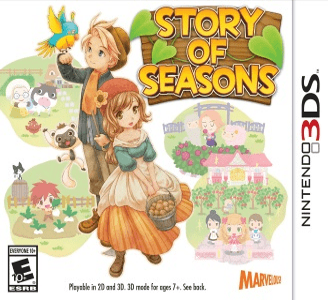 STORY
OF
SEASONS
NINTENDO 3DS
EVERYONE 10+
E
10+
ESRB
Playable in 2D and 3D. 3D mode for ages 7+. See back.
MARVELOUS!